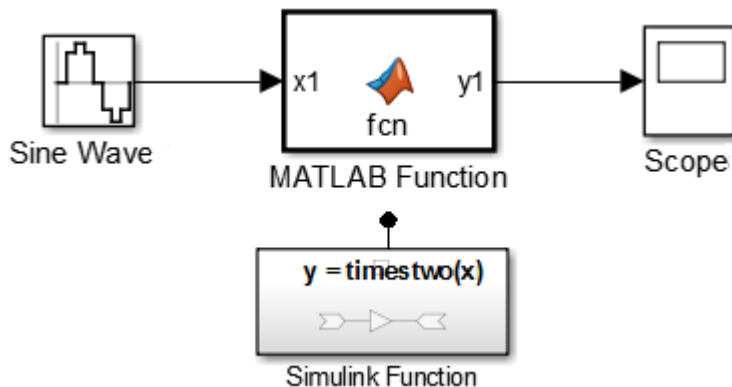 x1
y1
fcn
Sine Wave
MATLAB Function
Scope
y = timestwo(x)
Simulink Function